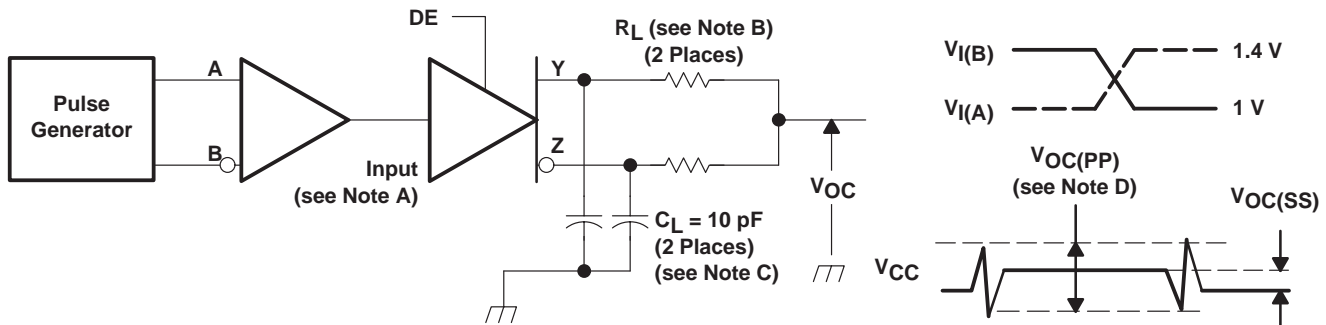 DE
RL (see Note B)
(2 Places)
Pulse
Generator
A
B
Input
(see Note A)
Y
Z
CL = 10 pF
(2 Places)
(see Note C)
VOC
VI(B)
VI(A)
1.4 V
1 V
VOC(PP)
(see Note D)
VOC(SS)
VCC